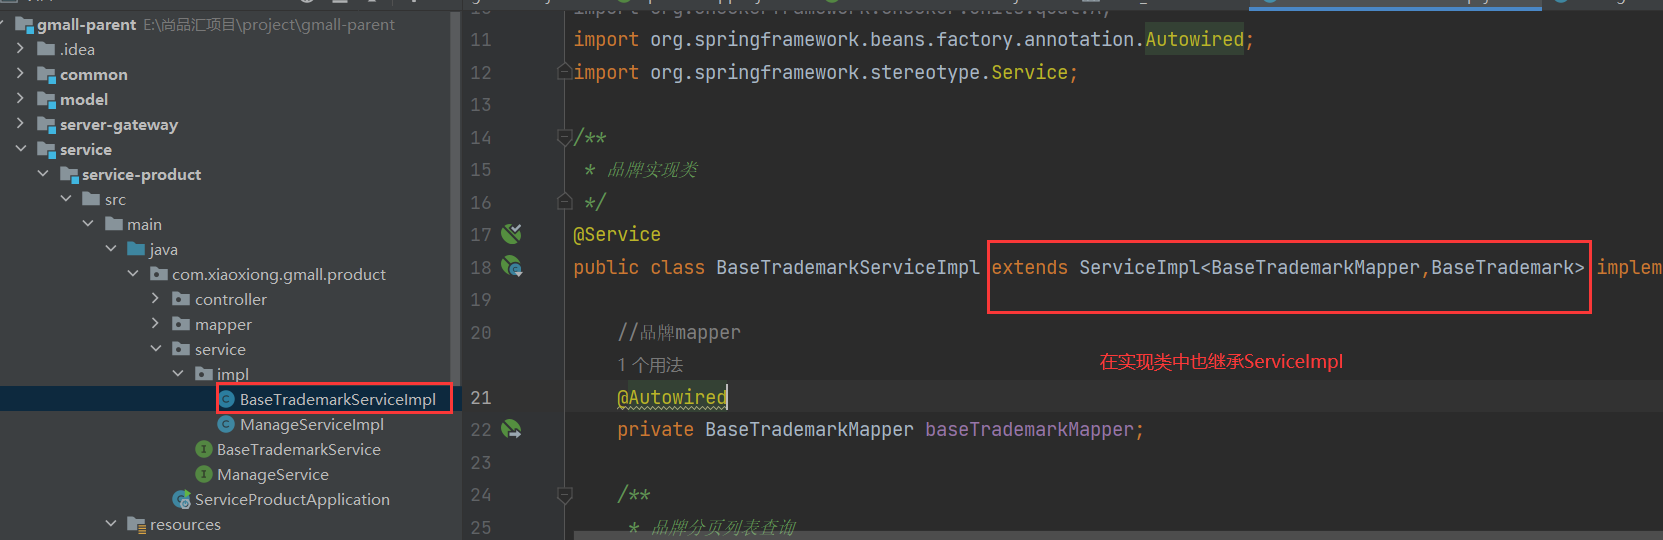 gmall-parent E:\尚品汇项目\project\gmall-parent
.idea
common
model
server-gateway
service
service-product
src
main
java
com.xiaoxiong.gmall.product
controller
mapper
service
impl
BaseTrademarkServiceImpl
ManageServiceImpl
BaseTrademarkService
ManageService
ServiceProductApplication
resources
11 import org.springframework.beans.factory.annotation.Autowired;
12 import org.springframework.stereotype.Service;
13
14 /**
15 * 品牌实现类
16 */
17 @Service
18 public class BaseTrademarkServiceImpl extends ServiceImpl<BaseTrademarkMapper,BaseTrademark> implem
19
20 //品牌mapper
1 个用法
在实现类中也继承ServiceImpl
21 @Autowired
22 private BaseTrademarkMapper baseTrademarkMapper;
23
24 /**
25 * 品牌分页列表查询